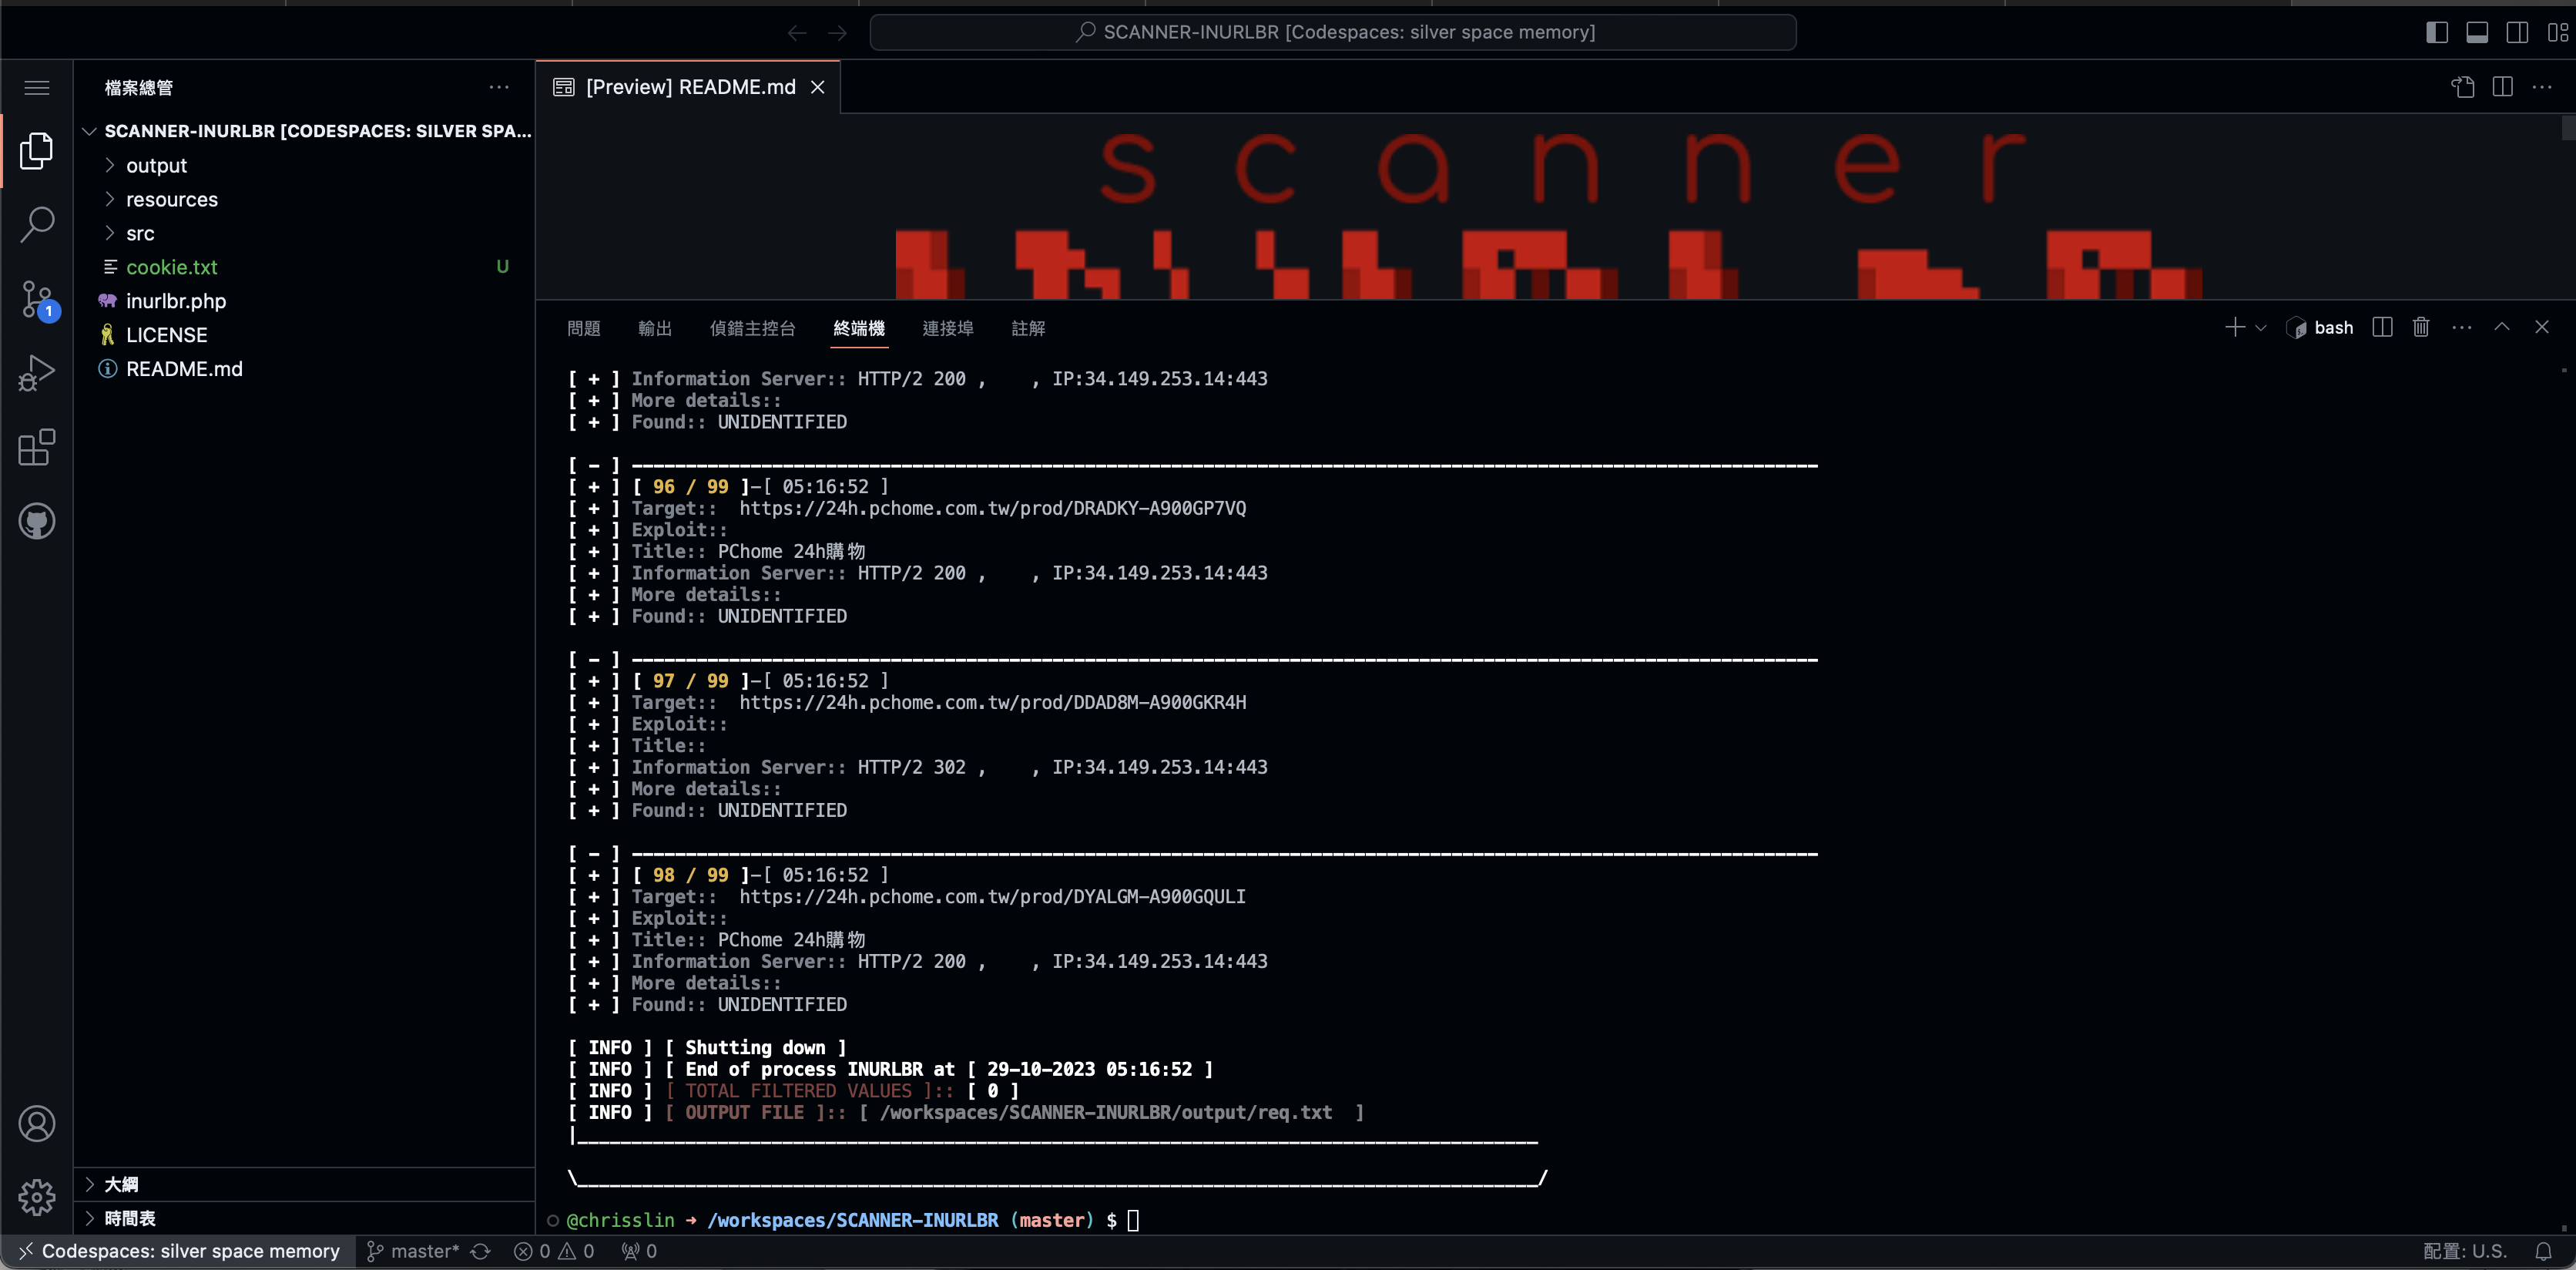 SCANNER-INURLBR [Codespaces: silver space memory]
檔案總管
SCANNER-INURLBR [CODESPACES: SILVER SPA...
output
resources
src
cookie.txt U
inurlbr.php
LICENSE
README.md
1
大綱
時間表
[Preview] README.md
scanner
問題 輸出 偵錯主控台 終端機 連接埠 註解
bash
[ + ] Information Server:: HTTP/2 200 , , IP:34.149.253.14:443
[ + ] More details::
[ + ] Found:: UNIDENTIFIED
[ - ] --------------------------------------------------------------------------------------------------------------
[ + ] [ 96 / 99 ]-[ 05:16:52 ]
[ + ] Target:: https://24h.pchome.com.tw/prod/DRADKY-A900GP7VQ
[ + ] Exploit::
[ + ] Title:: PChome 24h購物
[ + ] Information Server:: HTTP/2 200 , , IP:34.149.253.14:443
[ + ] More details::
[ + ] Found:: UNIDENTIFIED
[ - ] --------------------------------------------------------------------------------------------------------------
[ + ] [ 97 / 99 ]-[ 05:16:52 ]
[ + ] Target:: https://24h.pchome.com.tw/prod/DDAD8M-A900GKR4H
[ + ] Exploit::
[ + ] Title::
[ + ] Information Server:: HTTP/2 302 , , IP:34.149.253.14:443
[ + ] More details::
[ + ] Found:: UNIDENTIFIED
[ - ] --------------------------------------------------------------------------------------------------------------
[ + ] [ 98 / 99 ]-[ 05:16:52 ]
[ + ] Target:: https://24h.pchome.com.tw/prod/DYALGM-A900GQULI
[ + ] Exploit::
[ + ] Title:: PChome 24h購物
[ + ] Information Server:: HTTP/2 200 , , IP:34.149.253.14:443
[ + ] More details::
[ + ] Found:: UNIDENTIFIED
[ INFO ] [ Shutting down ]
[ INFO ] [ End of process INURLBR at [ 29-10-2023 05:16:52 ]
[ INFO ] [ TOTAL FILTERED VALUES ]:: [ 0 ]
[ INFO ] [ OUTPUT FILE ]:: [ /workspaces/SCANNER-INURLBR/output/req.txt ]
|_________________________________________________________________________________________
\_________________________________________________________________________________________/
@chrisslin ➜ /workspaces/SCANNER-INURLBR (master) $
Codespaces: silver space memory master* 0 0 0 配置: U.S.